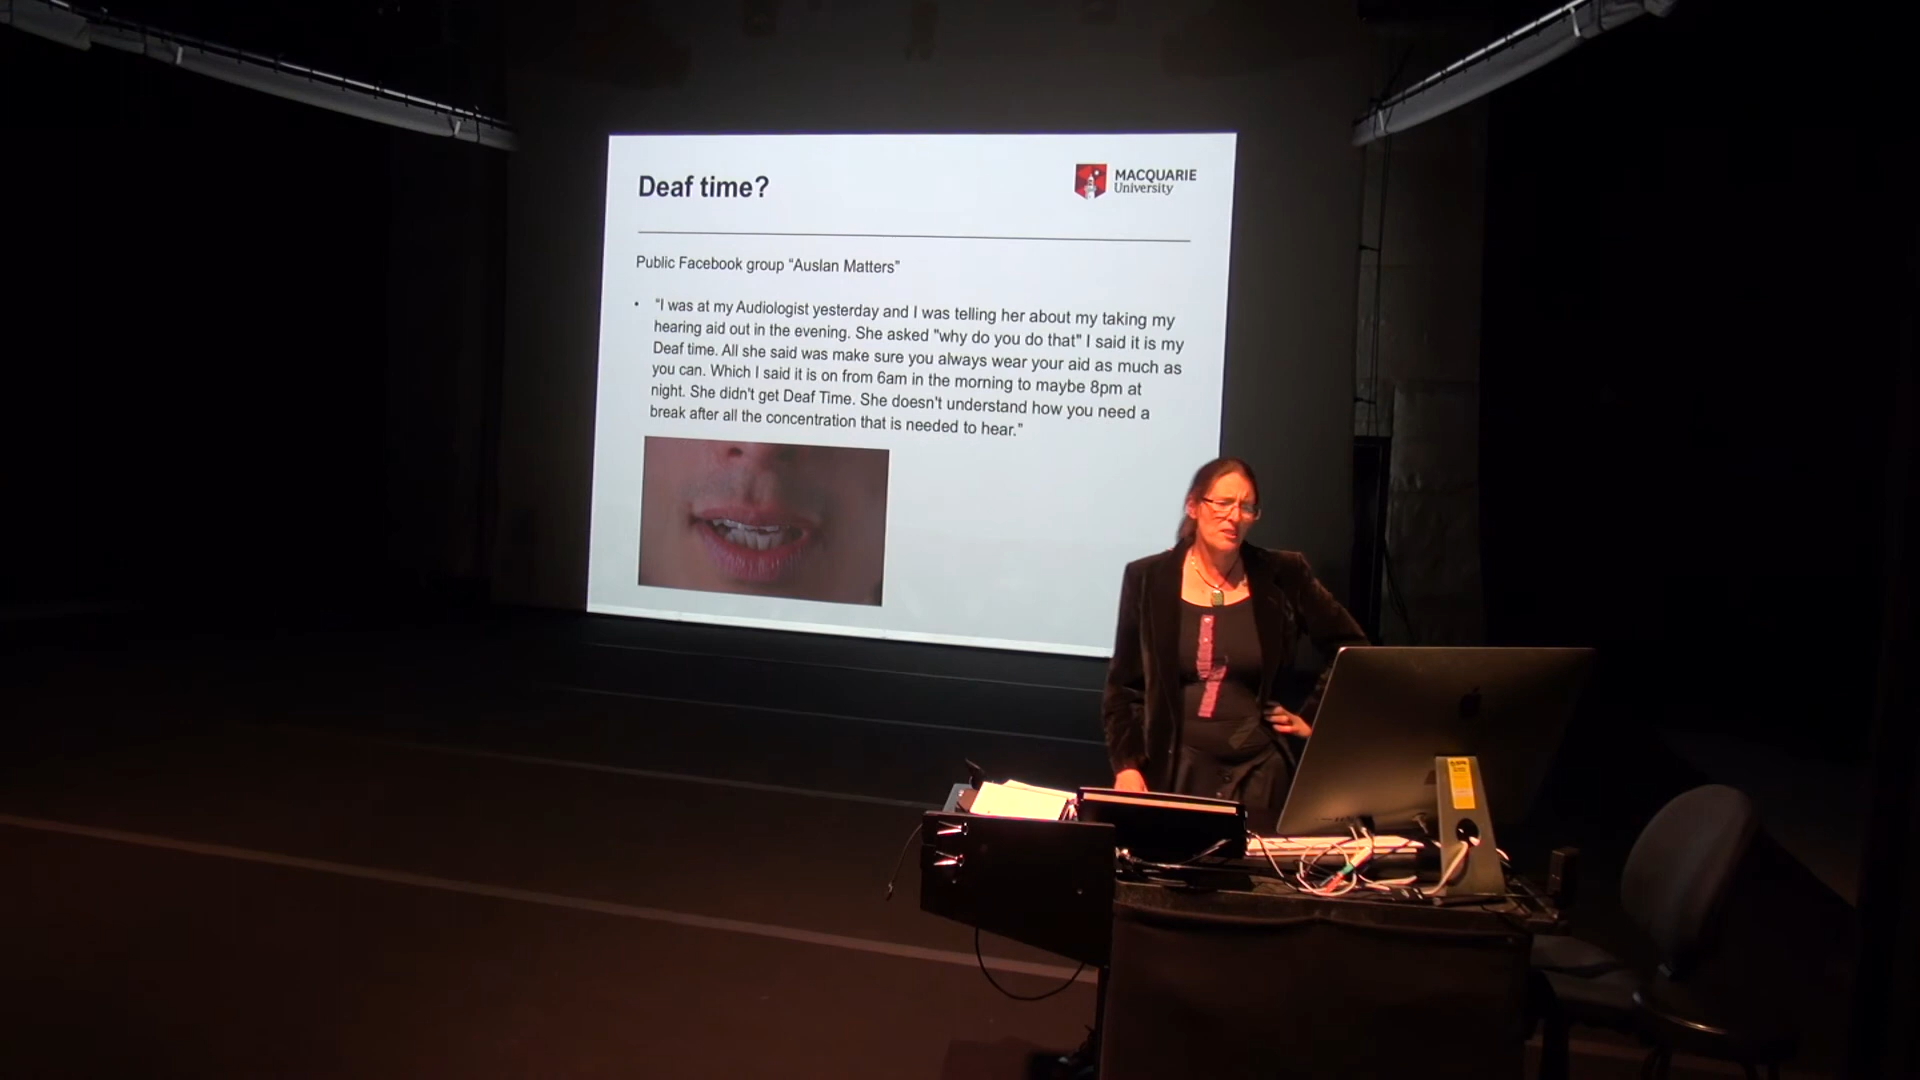 Deaf time?
MACQUARIE
University
Public Facebook group “Auslan Matters”
• “I was at my Audiologist yesterday and I was telling her about my taking my
hearing aid out in the evening. She asked "why do you do that" I said it is my
Deaf time. All she said was make sure you always wear your aid as much as
you can. Which I said it is on from 6am in the morning to maybe 8pm at
night. She didn't get Deaf Time. She doesn't understand how you need a
break after all the concentration that is needed to hear.”